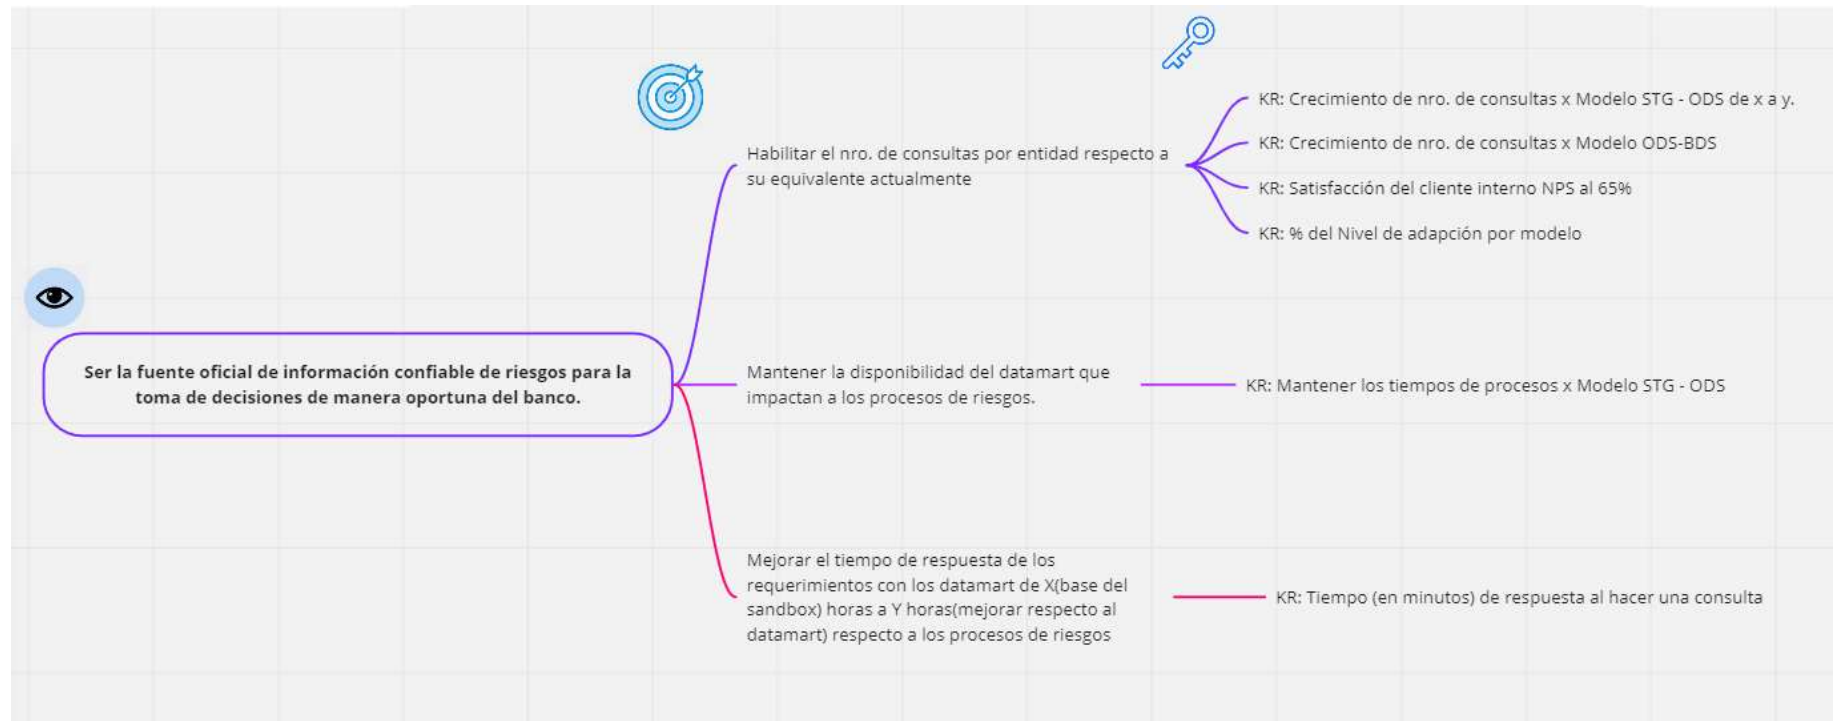 Ser la fuente oficial de información confiable de riesgos para la
toma de decisiones de manera oportuna del banco.
Habilitar el nro. de consultas por entidad respecto a
su equivalente actualmente
KR: Crecimiento de nro. de consultas x Modelo STG - ODS de x a y.
KR: Crecimiento de nro. de consultas x Modelo ODS-BDS
KR: Satisfacción del cliente interno NPS al 65%
KR: % del Nivel de adapción por modelo
Mantener la disponibilidad del datamart que
impactan a los procesos de riesgos.
KR: Mantener los tiempos de procesos x Modelo STG - ODS
Mejorar el tiempo de respuesta de los
requerimientos con los datamart de X(base del
sandbox) horas a Y horas(mejorar respecto al
datamart) respecto a los procesos de riesgos
KR: Tiempo (en minutos) de respuesta al hacer una consulta